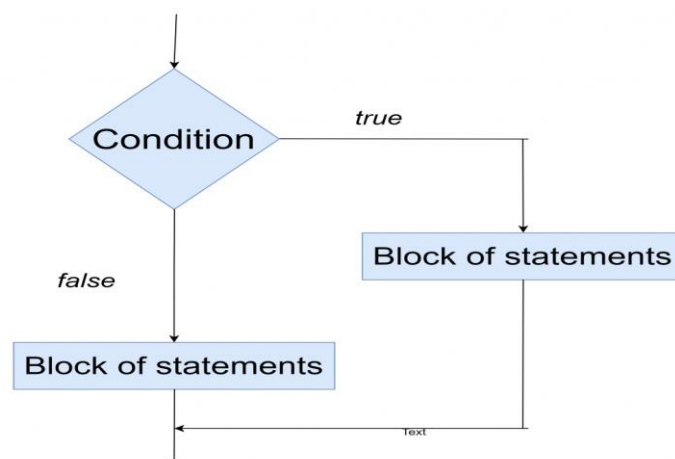 true
Condition
Block of statements
false
Block of statements
Text